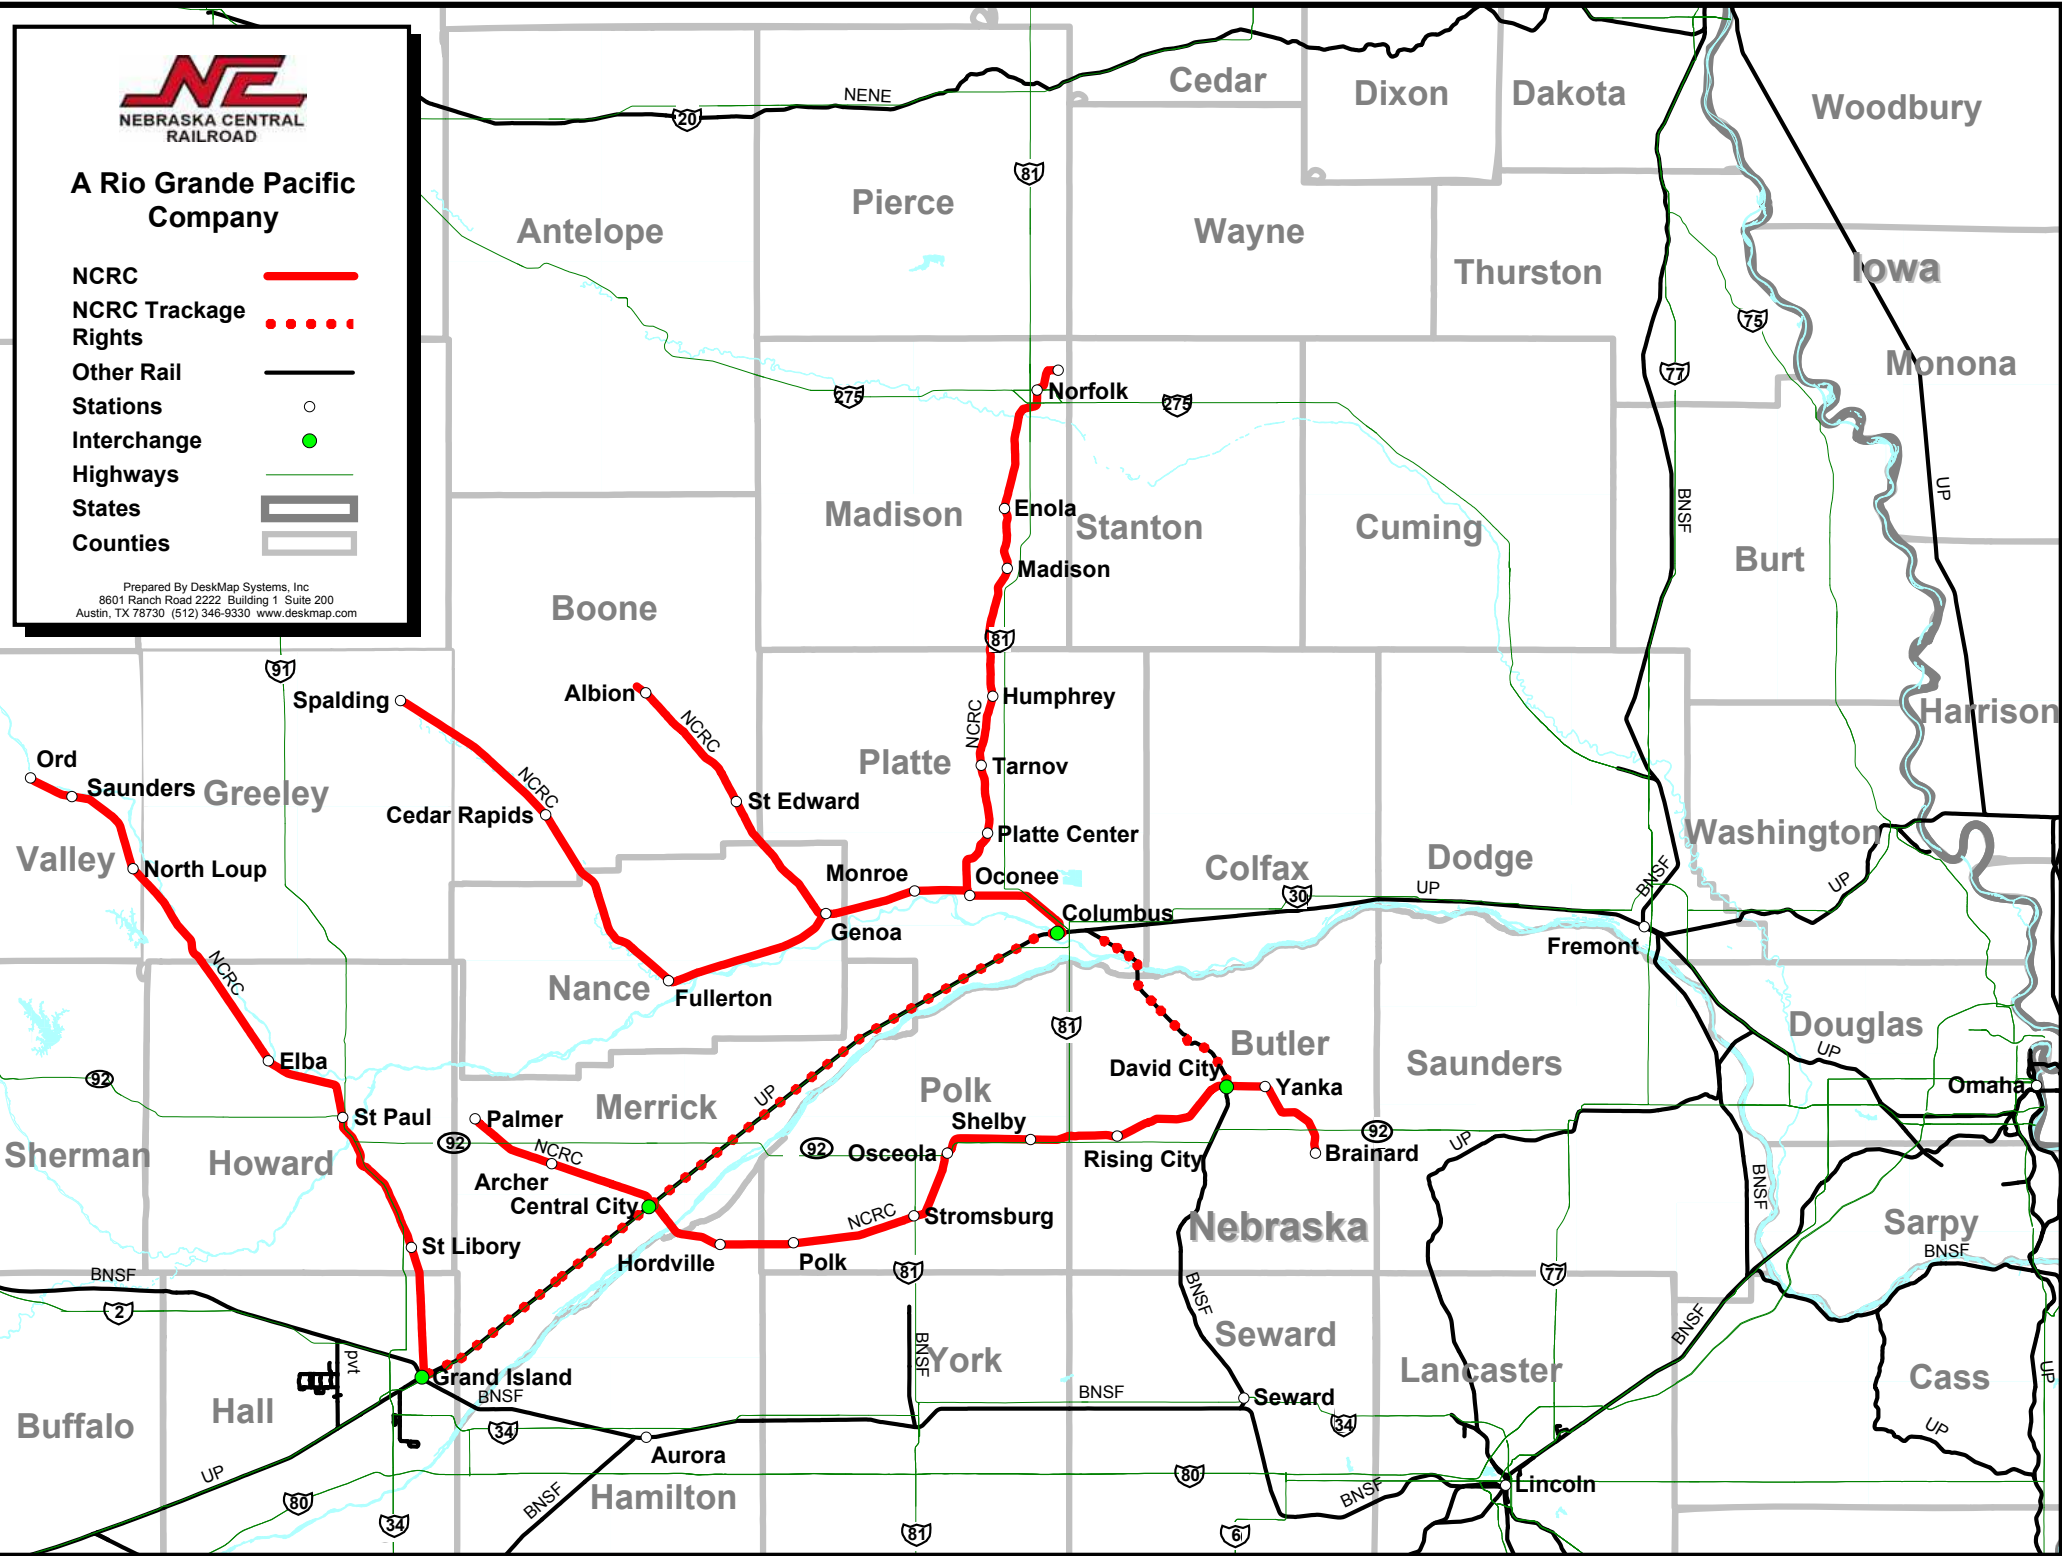 NE
NEBRASKA CENTRAL
RAILROAD
A Rio Grande Pacific
Company
NCRC
NCRC Trackage
Rights
Other Rail
Stations
Interchange
Highways
States
Counties
Prepared By DeskMap Systems, Inc
8601 Ranch Road 2222 Building 1 Suite 200
Austin, TX 78730 (512) 346-9330 www.deskmap.com
NENE
20
81
Cedar
Dixon
Dakota
Woodbury
Antelope
Pierce
Wayne
Thurston
Iowa
75
77
Monona
275
Norfolk
275
UP
BNSF
Madison
Enola
Stanton
Cuming
Burt
Madison
Boone
81
91
Spalding
Albion
NCRC
Humphrey
NCRC
Harrison
Ord
Saunders
Greeley
NCRC
Cedar Rapids
St Edward
Platte
Tarnov
Platte Center
Washington
Valley
North Loup
Monroe
Oconee
Colfax
Dodge
30
UP
BNSF
UP
Genoa
Columbus
Fremont
NCRC
Nance
Fullerton
81
Butler
Saunders
Douglas
UP
Elba
92
David City
Yanka
Omaha
UP
Polk
Merrick
St Paul
Palmer
92
NCRC
Shelby
92
Osceola
Rising City
92
Brainard
UP
Sherman
Howard
Archer
Central City
BNSF
NCRC
Stromsburg
Nebraska
Sarpy
BNSF
St Libory
Hordville
Polk
81
77
BNSF
2
BNSF
BNSF
pvt
BNSF
York
Seward
Lancaster
Cass
UP
Grand Island
BNSF
BNSF
Seward
34
Buffalo
Hall
34
Aurora
UP
UP
80
Hamilton
BNSF
80
BNSF
Lincoln
34
81
6